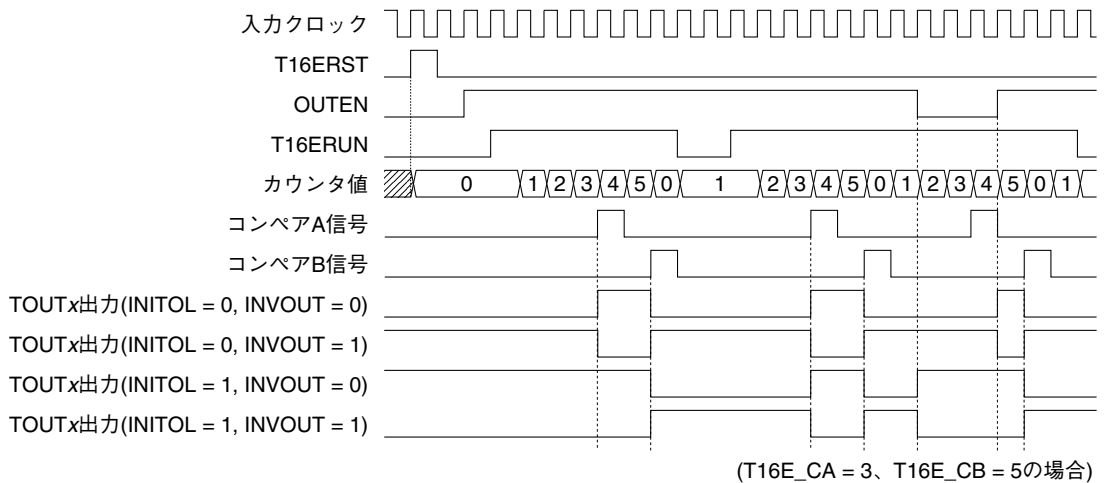 入力クロック
T16ERST
OUTEN
T16ERUN
カウンタ値 0 1 2 3 4 5 0 1 2 3 4 5 0 1 2 3 4 5 0 1
コンペアA信号
コンペアB信号
TOUTx出力(INITOL = 0, INVOUT = 0)
TOUTx出力(INITOL = 0, INVOUT = 1)
TOUTx出力(INITOL = 1, INVOUT = 0)
TOUTx出力(INITOL = 1, INVOUT = 1)
(T16E_CA = 3、T16E_CB = 5の場合)